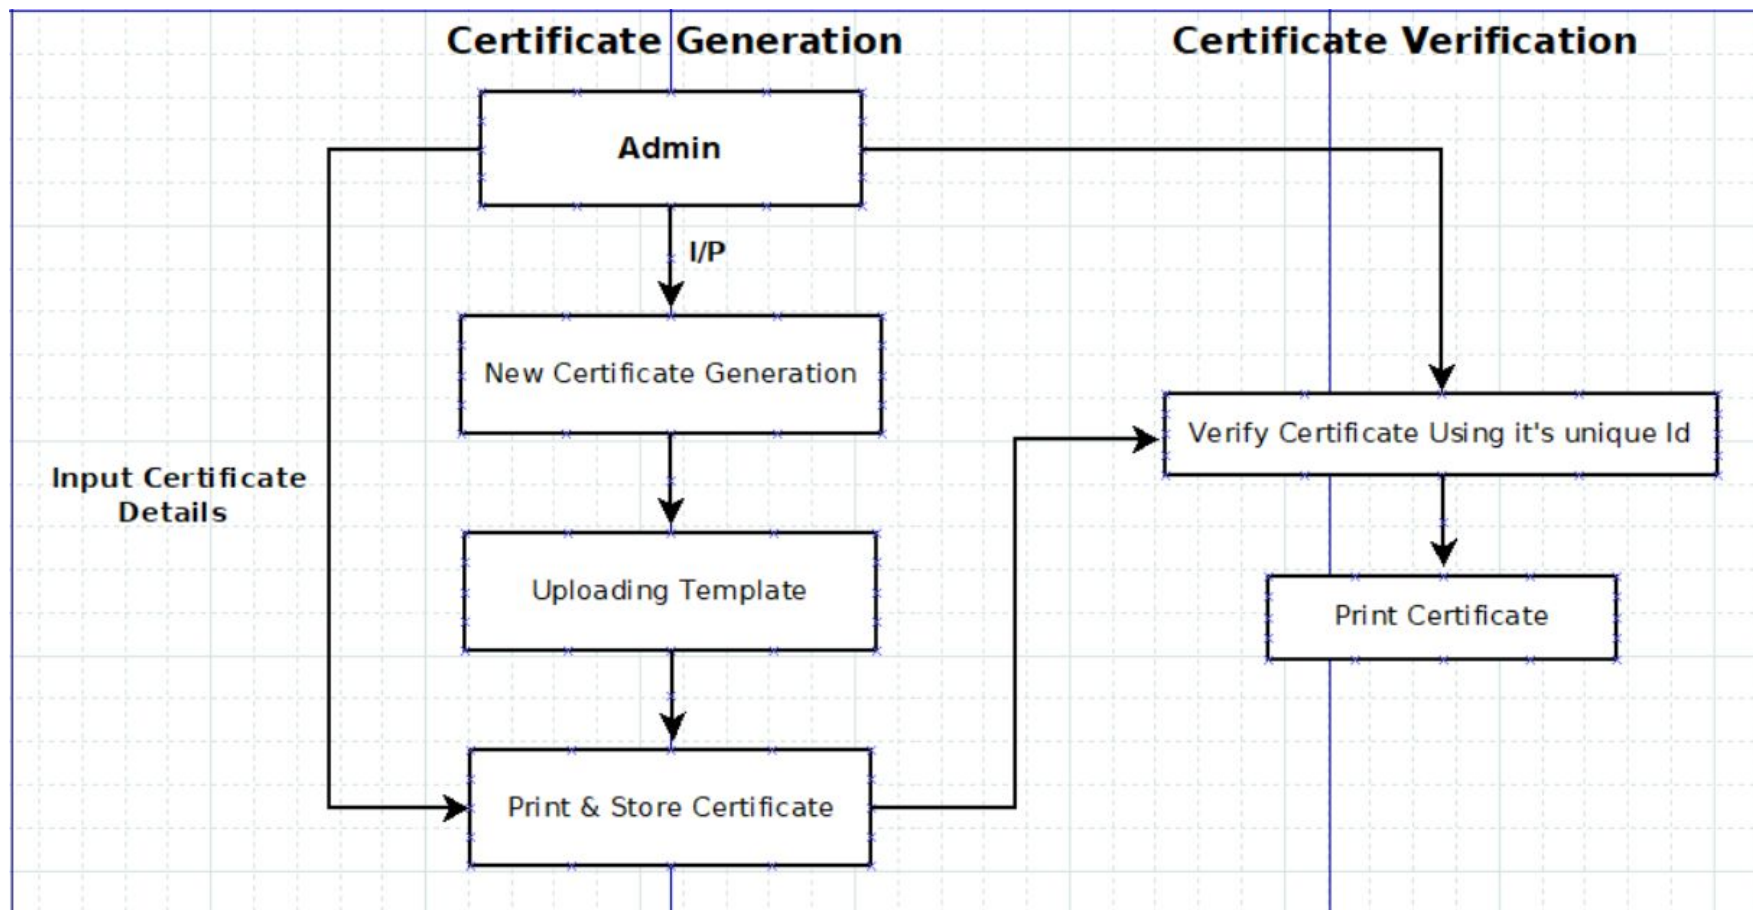 Certificate Generation
Certificate Verification
Admin
I/P
New Certificate Generation
Verify Certificate Using it's unique Id
Input Certificate
Details
Uploading Template
Print Certificate
Print & Store Certificate